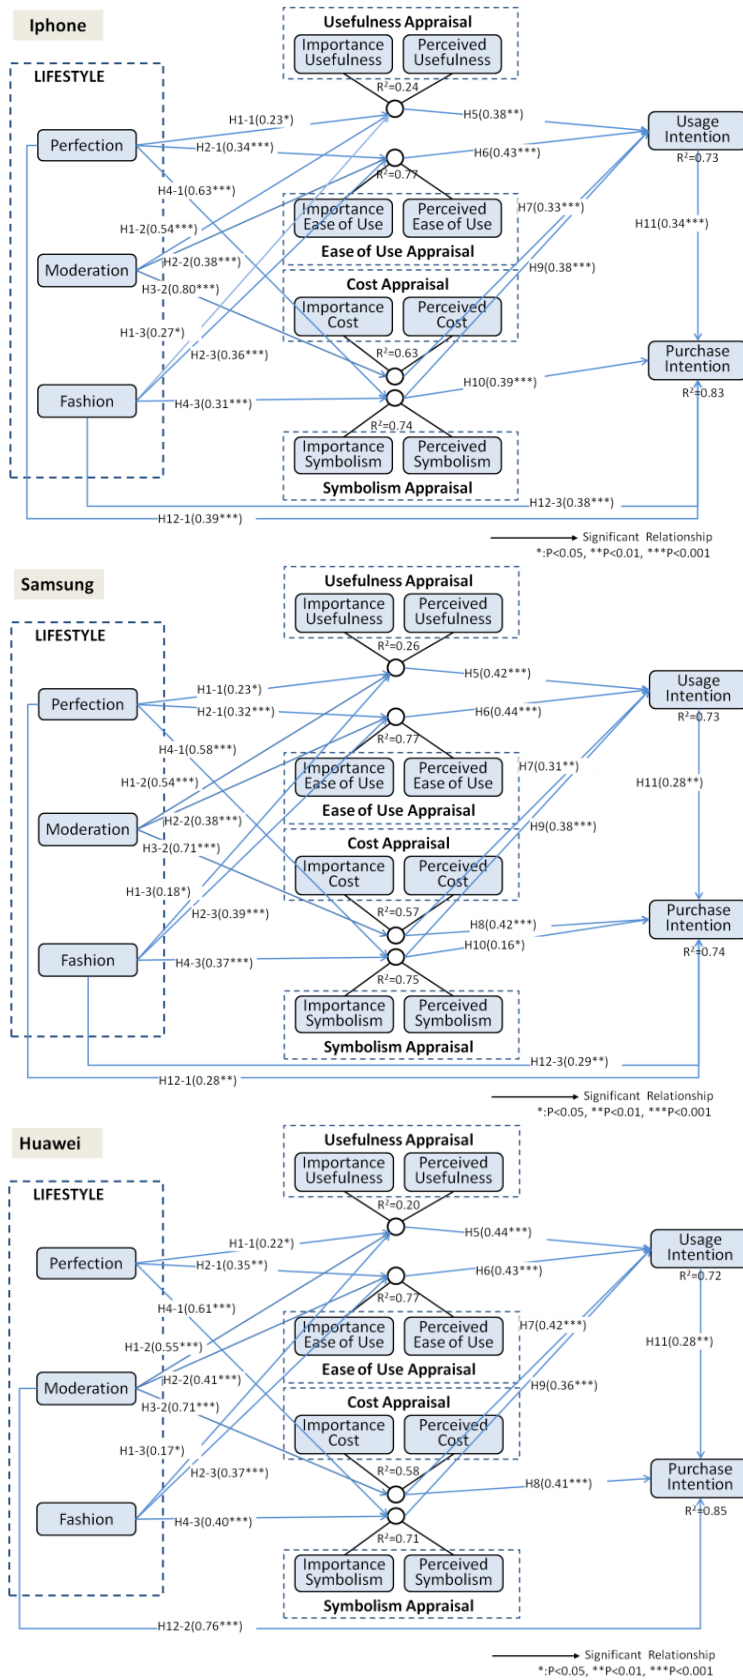 Iphone
LIFESTYLE
Perfection
Moderation
Fashion
Usefulness Appraisal
Importance
Usefulness
Perceived
Usefulness
R²=0.24
H1-1(0.23*)
H2-1(0.34***)
H4-1(0.63***)
H5(0.38**)
H6(0.43***)
Usage
Intention
R²=0.73
R²=0.77
Importance
Ease of Use
Perceived
Ease of Use
Ease of Use Appraisal
H1-2(0.54***)
H2-2(0.38***)
H3-2(0.80***)
H7(0.33***)
H9(0.38***)
H11(0.34***)
Cost Appraisal
Importance
Cost
Perceived
Cost
R²=0.63
H1-3(0.27*)
H2-3(0.36***)
H4-3(0.31***)
H10(0.39***)
Purchase
Intention
R²=0.83
R²=0.74
Importance
Symbolism
Perceived
Symbolism
Symbolism Appraisal
H12-3(0.38***)
H12-1(0.39***)
Significant Relationship
*:P<0.05, **P<0.01, ***P<0.001
Samsung
LIFESTYLE
Perfection
Moderation
Fashion
Usefulness Appraisal
Importance
Usefulness
Perceived
Usefulness
R²=0.26
H1-1(0.23*)
H2-1(0.32***)
H4-1(0.58***)
H5(0.42***)
H6(0.44***)
Usage
Intention
R²=0.73
R²=0.77
Importance
Ease of Use
Perceived
Ease of Use
Ease of Use Appraisal
H1-2(0.54***)
H2-2(0.38***)
H3-2(0.71***)
H7(0.31**)
H9(0.38***)
H11(0.28**)
Cost Appraisal
Importance
Cost
Perceived
Cost
R²=0.57
H1-3(0.18*)
H2-3(0.39***)
H4-3(0.37***)
H8(0.42***)
H10(0.16*)
Purchase
Intention
R²=0.74
R²=0.75
Importance
Symbolism
Perceived
Symbolism
Symbolism Appraisal
H12-3(0.29**)
H12-1(0.28**)
Significant Relationship
*:P<0.05, **P<0.01, ***P<0.001
Huawei
LIFESTYLE
Perfection
Moderation
Fashion
Usefulness Appraisal
Importance
Usefulness
Perceived
Usefulness
R²=0.20
H1-1(0.22*)
H2-1(0.35**)
H4-1(0.61***)
H5(0.44***)
H6(0.43***)
Usage
Intention
R²=0.72
R²=0.77
Importance
Ease of Use
Perceived
Ease of Use
Ease of Use Appraisal
H1-2(0.55***)
H2-2(0.41***)
H3-2(0.71***)
H7(0.42***)
H9(0.36***)
H11(0.28**)
Cost Appraisal
Importance
Cost
Perceived
Cost
R²=0.58
H1-3(0.17*)
H2-3(0.37***)
H4-3(0.40***)
H8(0.41***)
Purchase
Intention
R²=0.85
R²=0.71
Importance
Symbolism
Perceived
Symbolism
Symbolism Appraisal
H12-2(0.76***)
Significant Relationship
*:P<0.05, **P<0.01, ***P<0.001